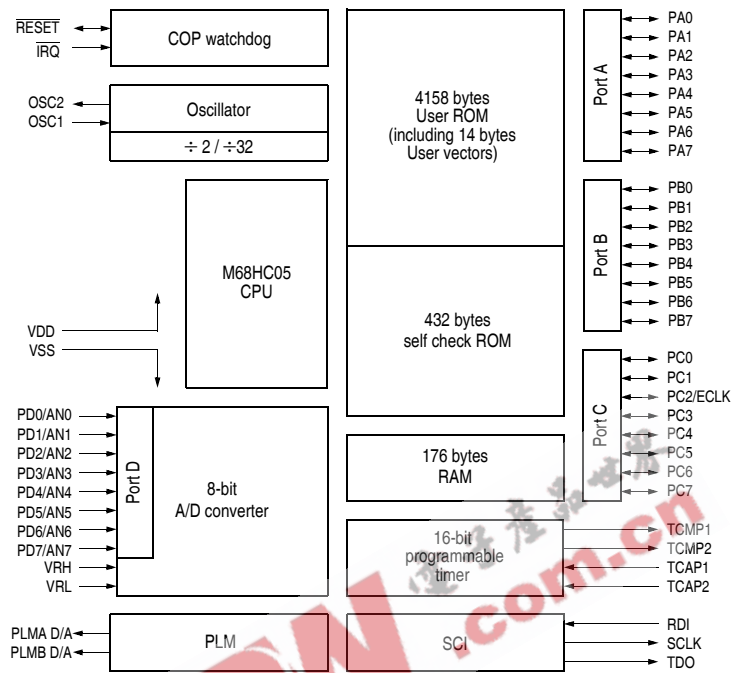 RESET
IRQ
COP watchdog
OSC2
OSC1
Oscillator
÷ 2 / ÷32
M68HC05
CPU
VDD
VSS
PD0/AN0
PD1/AN1
PD2/AN2
PD3/AN3
PD4/AN4
PD5/AN5
PD6/AN6
PD7/AN7
VRH
VRL
Port D
8-bit
A/D converter
PLMA D/A
PLMB D/A
PLM
4158 bytes
User ROM
(including 14 bytes
User vectors)
432 bytes
self check ROM
176 bytes
RAM
16-bit
programmable
timer
SCI
Port A
PA0
PA1
PA2
PA3
PA4
PA5
PA6
PA7
Port B
PB0
PB1
PB2
PB3
PB4
PB5
PB6
PB7
Port C
PC0
PC1
PC2/ECLK
PC3
PC4
PC5
PC6
PC7
TCMP1
TCMP2
TCAP1
TCAP2
RDI
SCLK
TDO
子產品世界
.com.cn